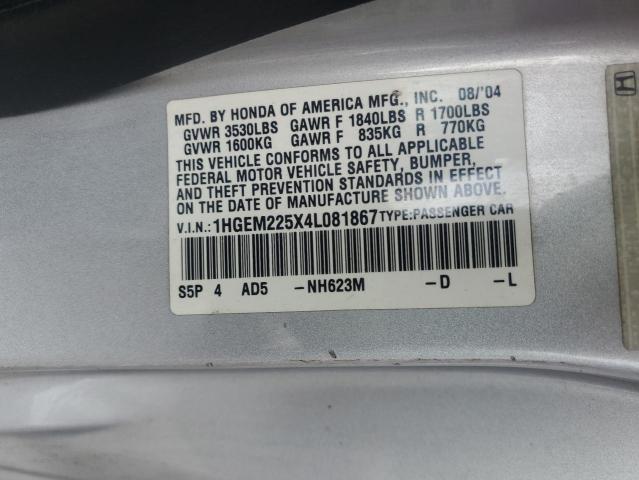 MFD. BY HONDA OF AMERICA MFG., INC. 08/'04
GVWR 3530LBS GAWR F 1840LBS R 1700LBS
GVWR 1600KG GAWR F 835KG R 770KG
THIS VEHICLE CONFORMS TO ALL APPLICABLE
FEDERAL MOTOR VEHICLE SAFETY, BUMPER,
AND THEFT PREVENTION STANDARDS IN EFFECT
ON THE DATE OF MANUFACTURE SHOWN ABOVE.
V.I.N.: 1HGEM225X4L081867 TYPE:PASSENGER CAR
S5P 4 AD5 -NH623M -D -L